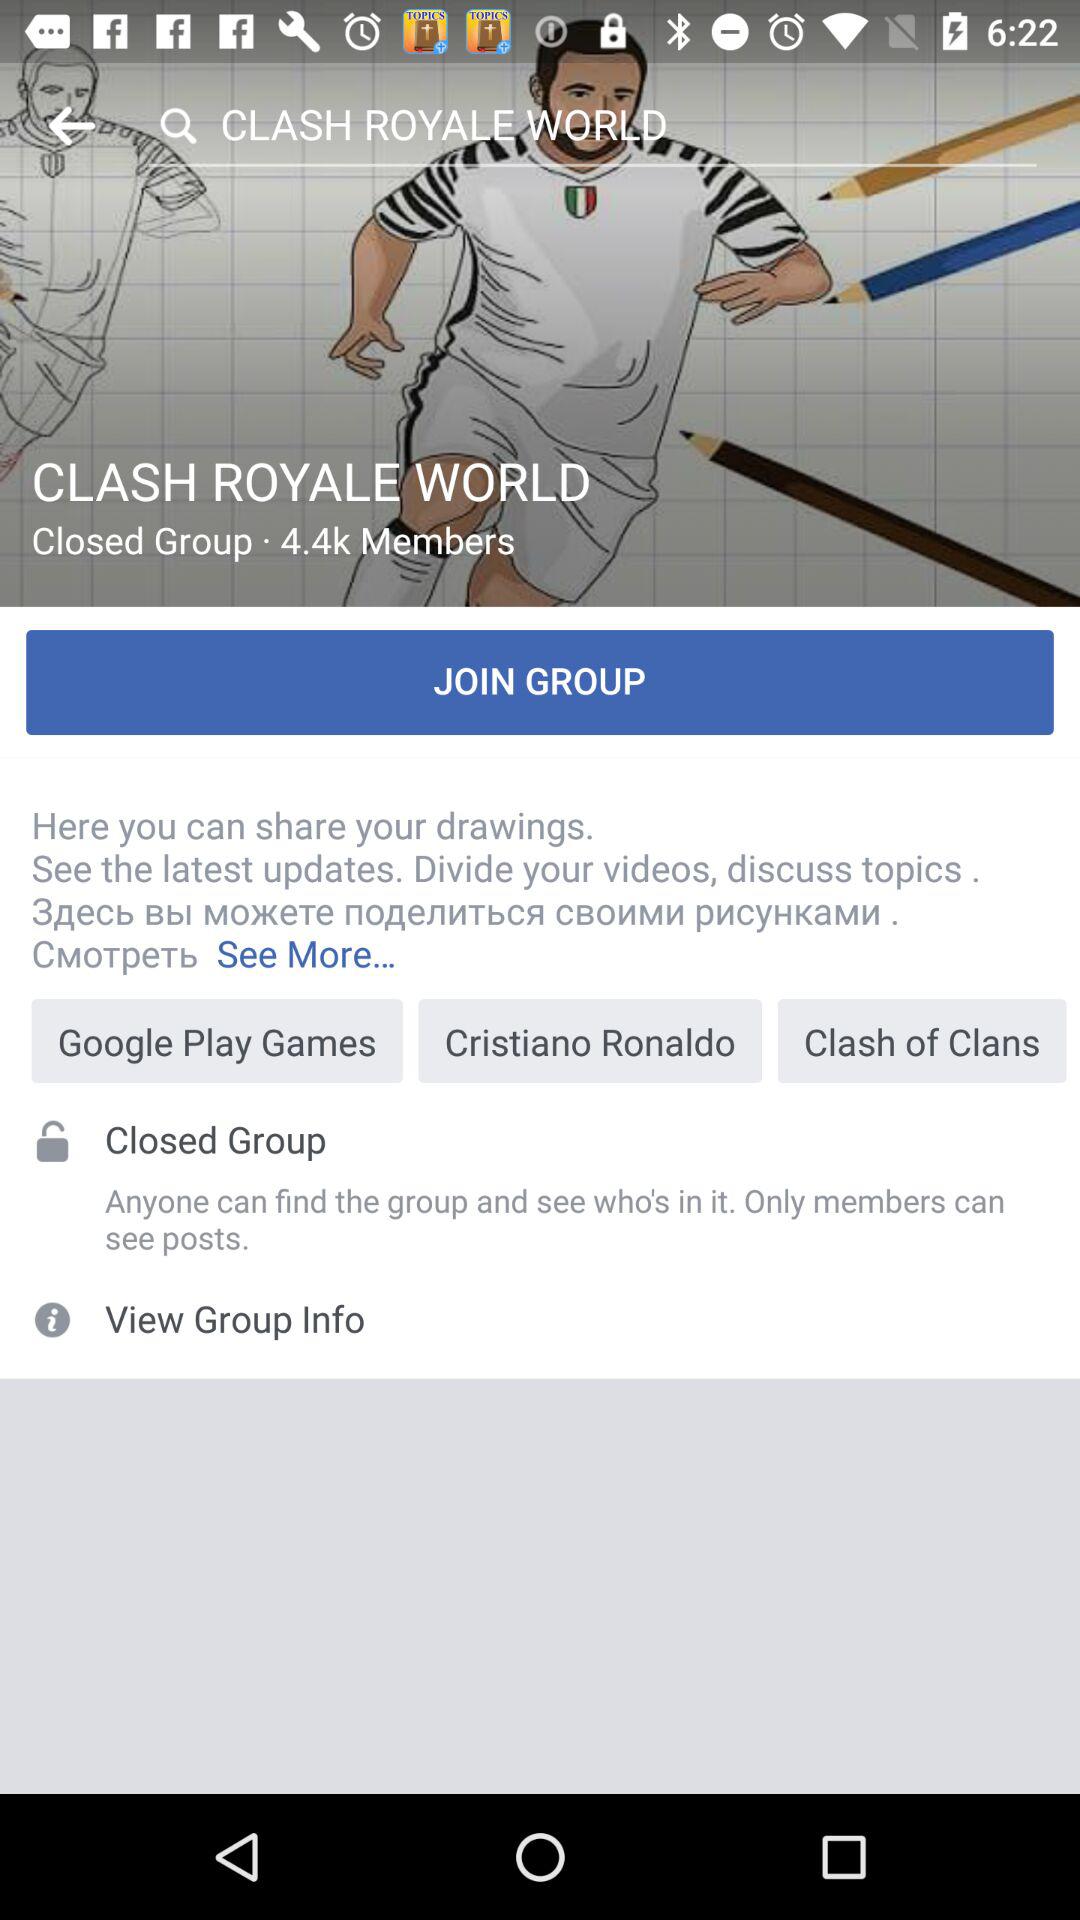 TOPICS TOPICS 6:22
CLASH ROYALE WORLD
CLASH ROYALE WORLD
Closed Group · 4.4k Members
JOIN GROUP
Here you can share your drawings.
See the latest updates. Divide your videos, discuss topics .
Здесь вы можете поделиться своими рисунками .
Смотреть See More...
Google Play Games Cristiano Ronaldo Clash of Clans
Closed Group
Anyone can find the group and see who's in it. Only members can
see posts.
View Group Info